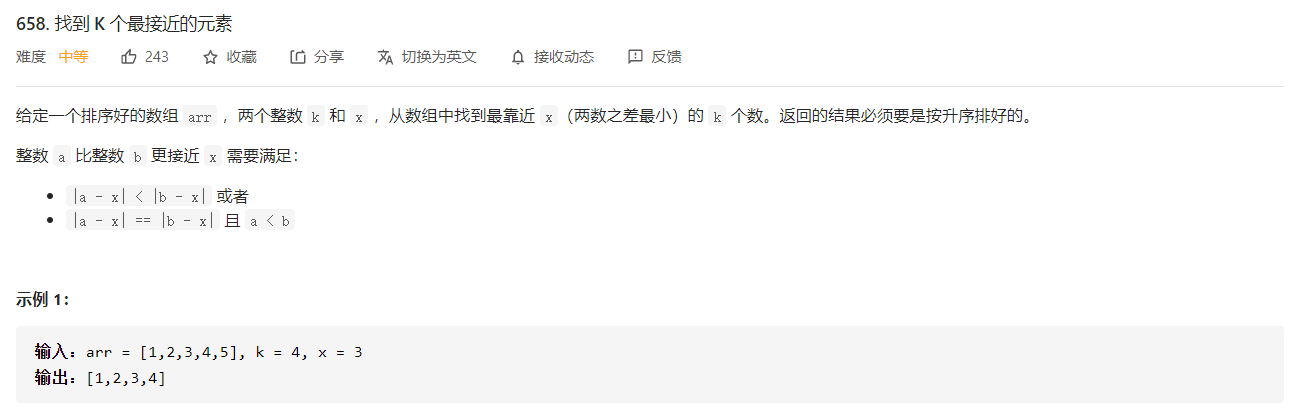 658. 找到 K 个最接近的元素
难度 中等 243 收藏 分享 切换为英文 接收动态 反馈
给定一个排序好的数组 arr ，两个整数 k 和 x ，从数组中找到最靠近 x（两数之差最小）的 k 个数。返回的结果必须要是按升序排好的。
整数 a 比整数 b 更接近 x 需要满足：
|a - x| < |b - x| 或者
|a - x| == |b - x| 且 a < b
示例 1：
输入：arr = [1,2,3,4,5], k = 4, x = 3
输出：[1,2,3,4]